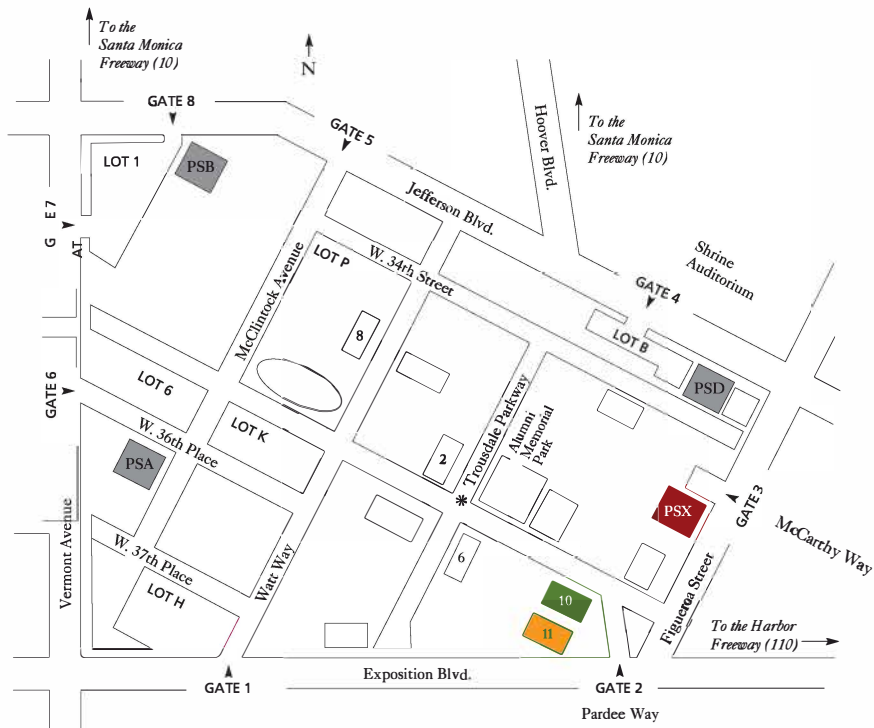 To the
Santa Monica
Freeway (10)
N
GATE 8
GATE 5
Hoover Blvd.
To the
Santa Monica
Freeway (10)
LOT 1
PSB
Jefferson Blvd.
G E 7
AT
McClintock Avenue
LOT P
W. 34th Street
Shrine
Auditorium
GATE 4
8
LOT B
GATE 6
LOT 6
PSD
LOT K
W. 36th Place
Trousdale Parkway
Alumni
Memorial
Park
2
PSA
*
PSX
GATE 3
McCarthy Way
Vermont Avenue
W. 37th Place
6
LOT H
Watt Way
10
11
Figueroa Street
To the Harbor
Freeway (110)
Exposition Blvd.
GATE 1
GATE 2
Pardee Way